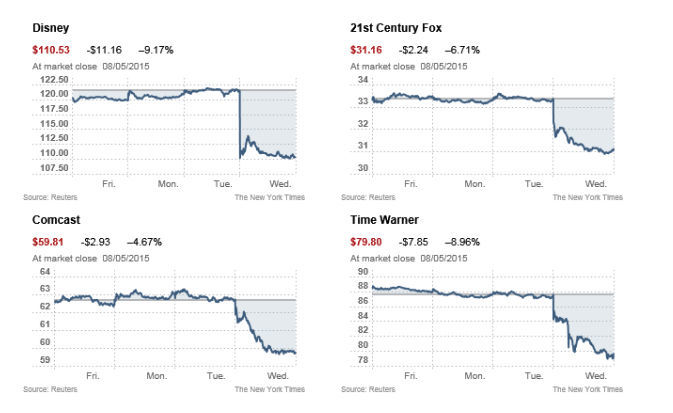 Disney
$110.53 -$11.16 –9.17%
At market close 08/05/2015
122.50
120.00
117.50
115.00
112.50
110.00
107.50
Fri. Mon. Tue. Wed.
Source: Reuters The New York Times
21st Century Fox
$31.16 -$2.24 –6.71%
At market close 08/05/2015
34
33
32
31
30
Fri. Mon. Tue. Wed.
Source: Reuters The New York Times
Comcast
$59.81 -$2.93 –4.67%
At market close 08/05/2015
64
63
62
61
60
59
Fri. Mon. Tue. Wed.
Source: Reuters The New York Times
Time Warner
$79.80 -$7.85 –8.96%
At market close 08/05/2015
90
88
86
84
82
80
78
Fri. Mon. Tue. Wed.
Source: Reuters The New York Times